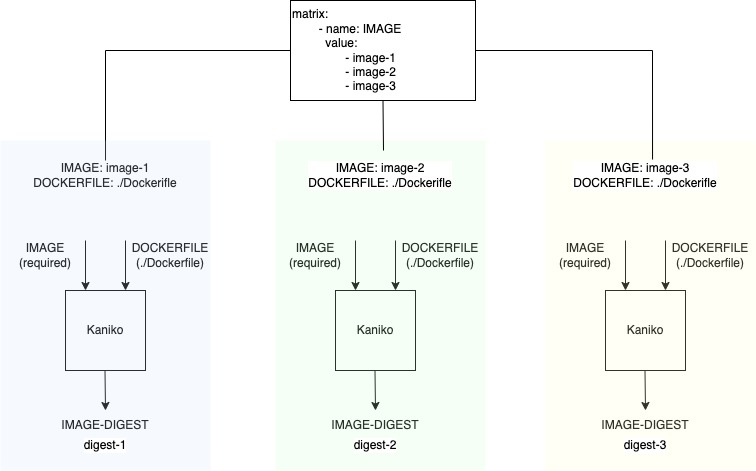 matrix:
- name: IMAGE
value:
- image-1
- image-2
- image-3
IMAGE: image-1
DOCKERFILE: ./Dockerifle
IMAGE: image-2
DOCKERFILE: ./Dockerifle
IMAGE: image-3
DOCKERFILE: ./Dockerifle
IMAGE
(required)
DOCKERFILE
(./Dockerfile)
IMAGE
(required)
DOCKERFILE
(./Dockerfile)
IMAGE
(required)
DOCKERFILE
(./Dockerfile)
Kaniko
Kaniko
Kaniko
IMAGE-DIGEST
digest-1
IMAGE-DIGEST
digest-2
IMAGE-DIGEST
digest-3